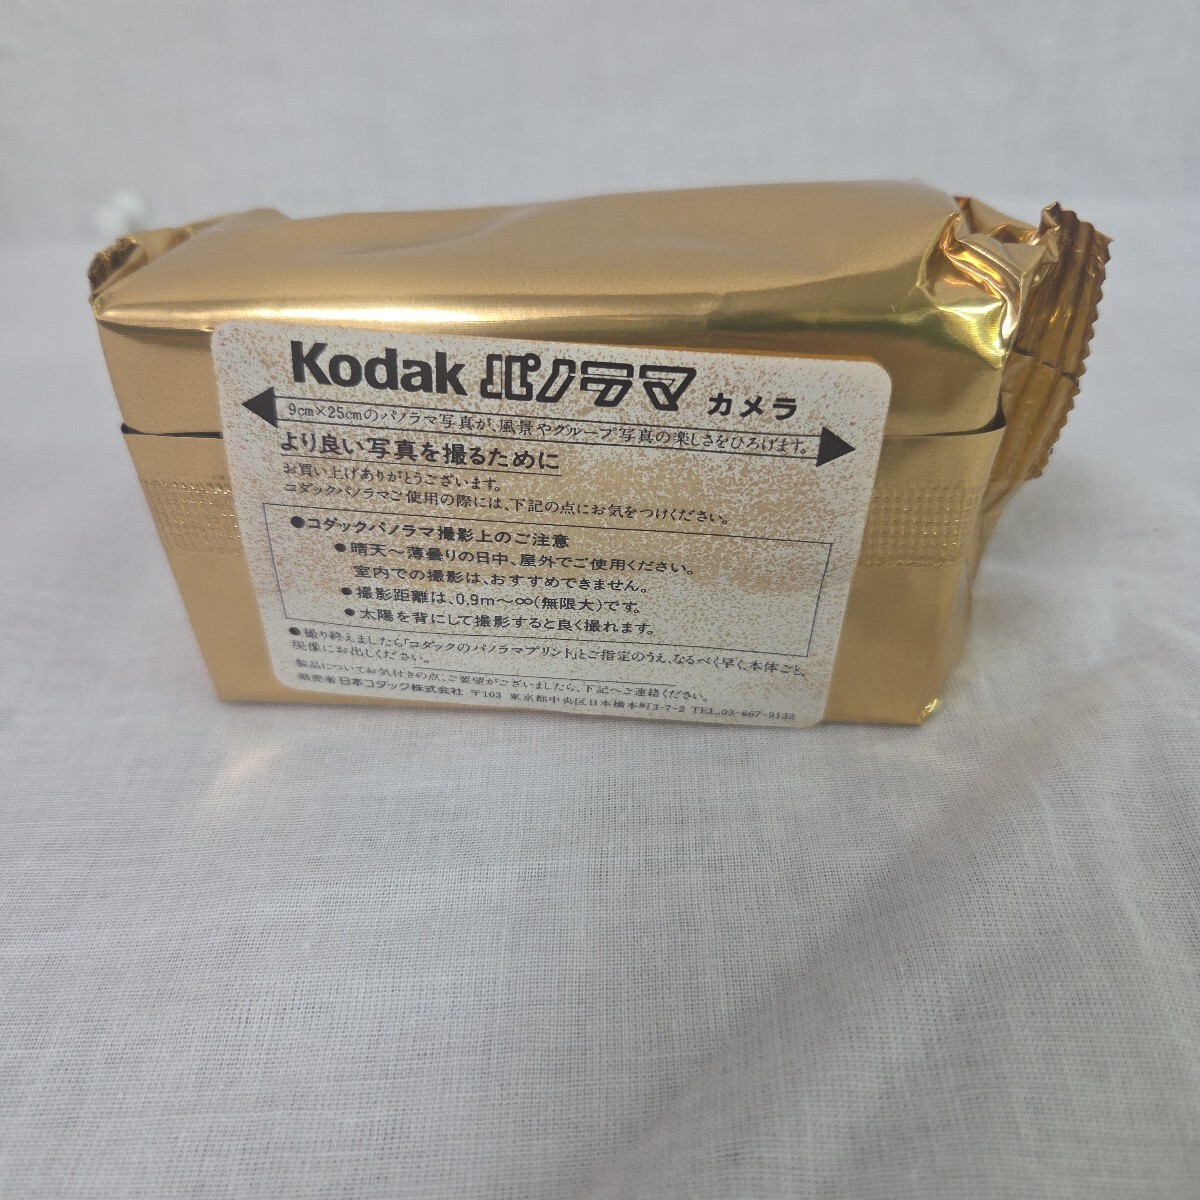 Kodak パノラマ カメラ
9cm×25cmのパノラマ写真が、風景やグループ写真の楽しさをひろげます。
より良い写真を撮るために
お買い上げありがとうございます。
コダックパノラマご使用の際には、下記の点にお気をつけください。
●コダックパノラマ撮影上のご注意
●晴天〜薄曇りの日中、屋外でご使用ください。
室内での撮影は、おすすめできません。
●撮影距離は、0.9m〜∞(無限大)です。
●太陽を背にして撮影すると良く撮れます。
●撮り終えましたら「コダックのパノラマプリント」とご指定のうえ、なるべく早く、本体ごと、
現像にお出しください。
製品についてお気付きの点、ご要望がございましたら、下記へご連絡ください。
販売者 日本コダック株式会社 〒103 東京都中央区日本橋本町3-7-2 TEL.03-667-9132